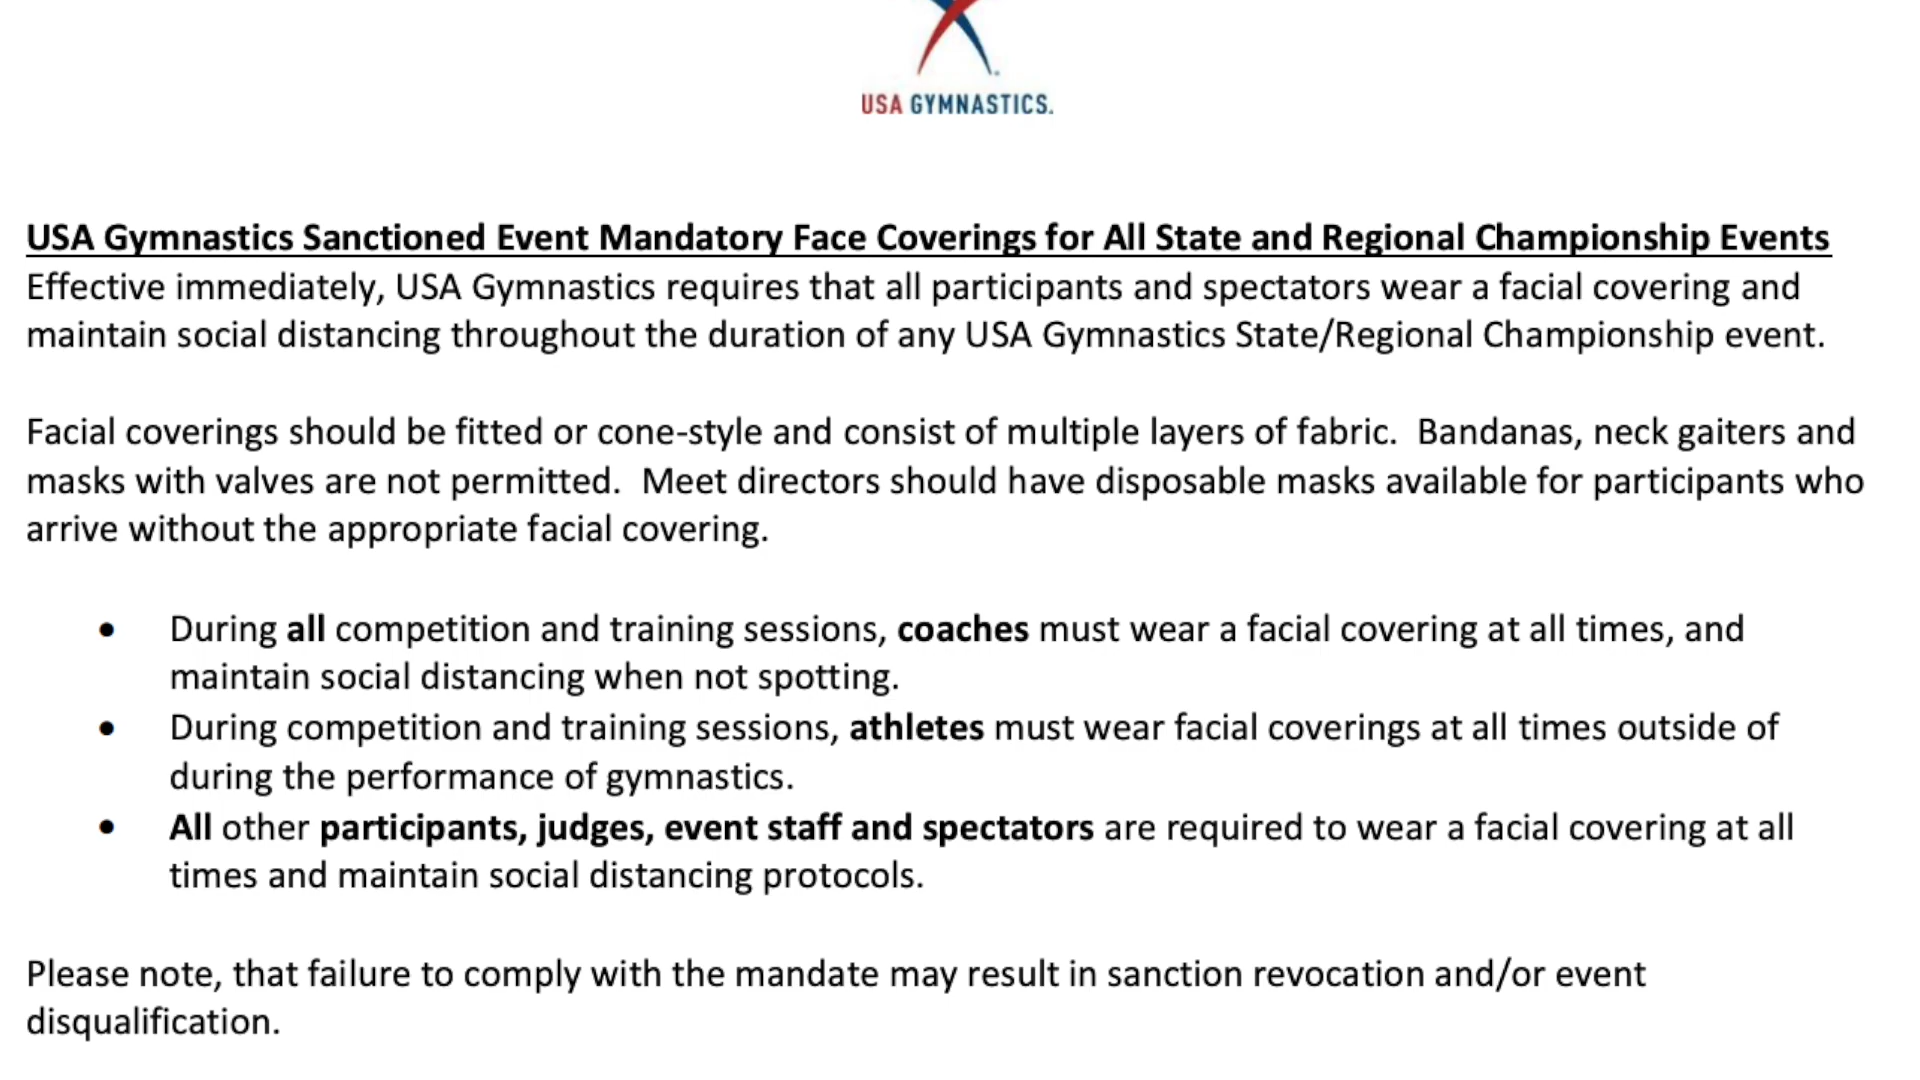 USA GYMNASTICS.
USA Gymnastics Sanctioned Event Mandatory Face Coverings for All State and Regional Championship Events
Effective immediately, USA Gymnastics requires that all participants and spectators wear a facial covering and
maintain social distancing throughout the duration of any USA Gymnastics State/Regional Championship event.
Facial coverings should be fitted or cone-style and consist of multiple layers of fabric.  Bandanas, neck gaiters and
masks with valves are not permitted.  Meet directors should have disposable masks available for participants who
arrive without the appropriate facial covering.
• During all competition and training sessions, coaches must wear a facial covering at all times, and
maintain social distancing when not spotting.
• During competition and training sessions, athletes must wear facial coverings at all times outside of
during the performance of gymnastics.
• All other participants, judges, event staff and spectators are required to wear a facial covering at all
times and maintain social distancing protocols.
Please note, that failure to comply with the mandate may result in sanction revocation and/or event
disqualification.